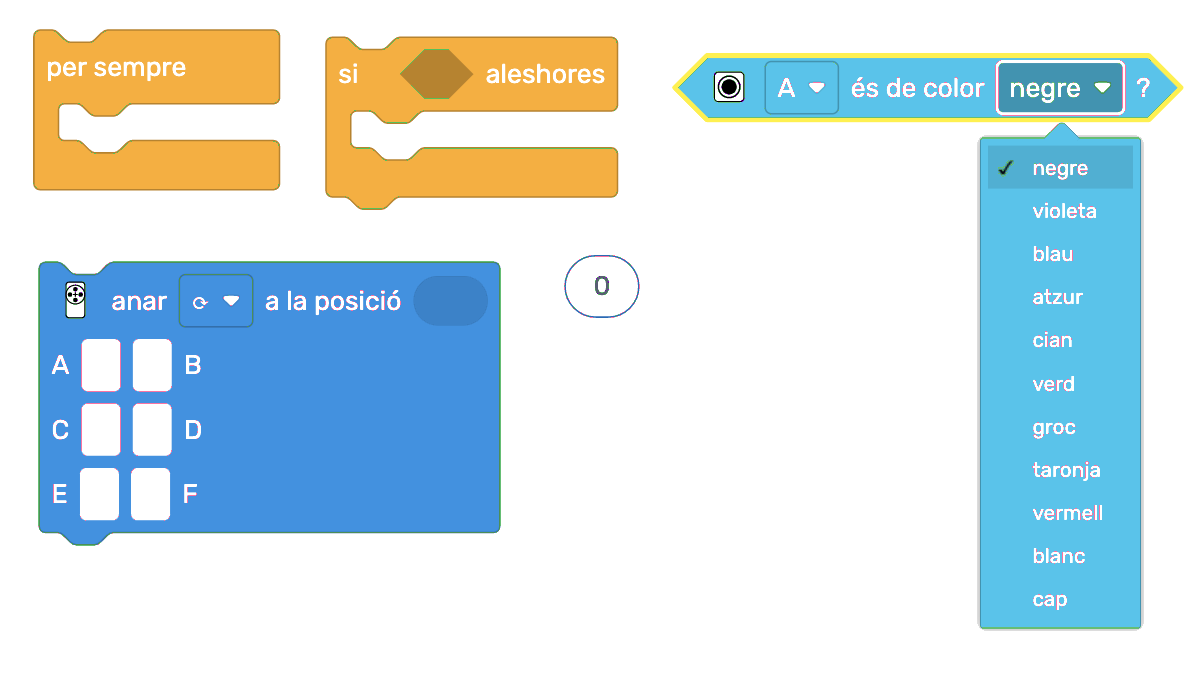 per sempre
si aleshores
A és de color negre ?
negre
violeta
blau
atzur
cian
verd
groc
taronja
vermell
blanc
cap
anar ⟳ a la posició
0
A B
C D
E F